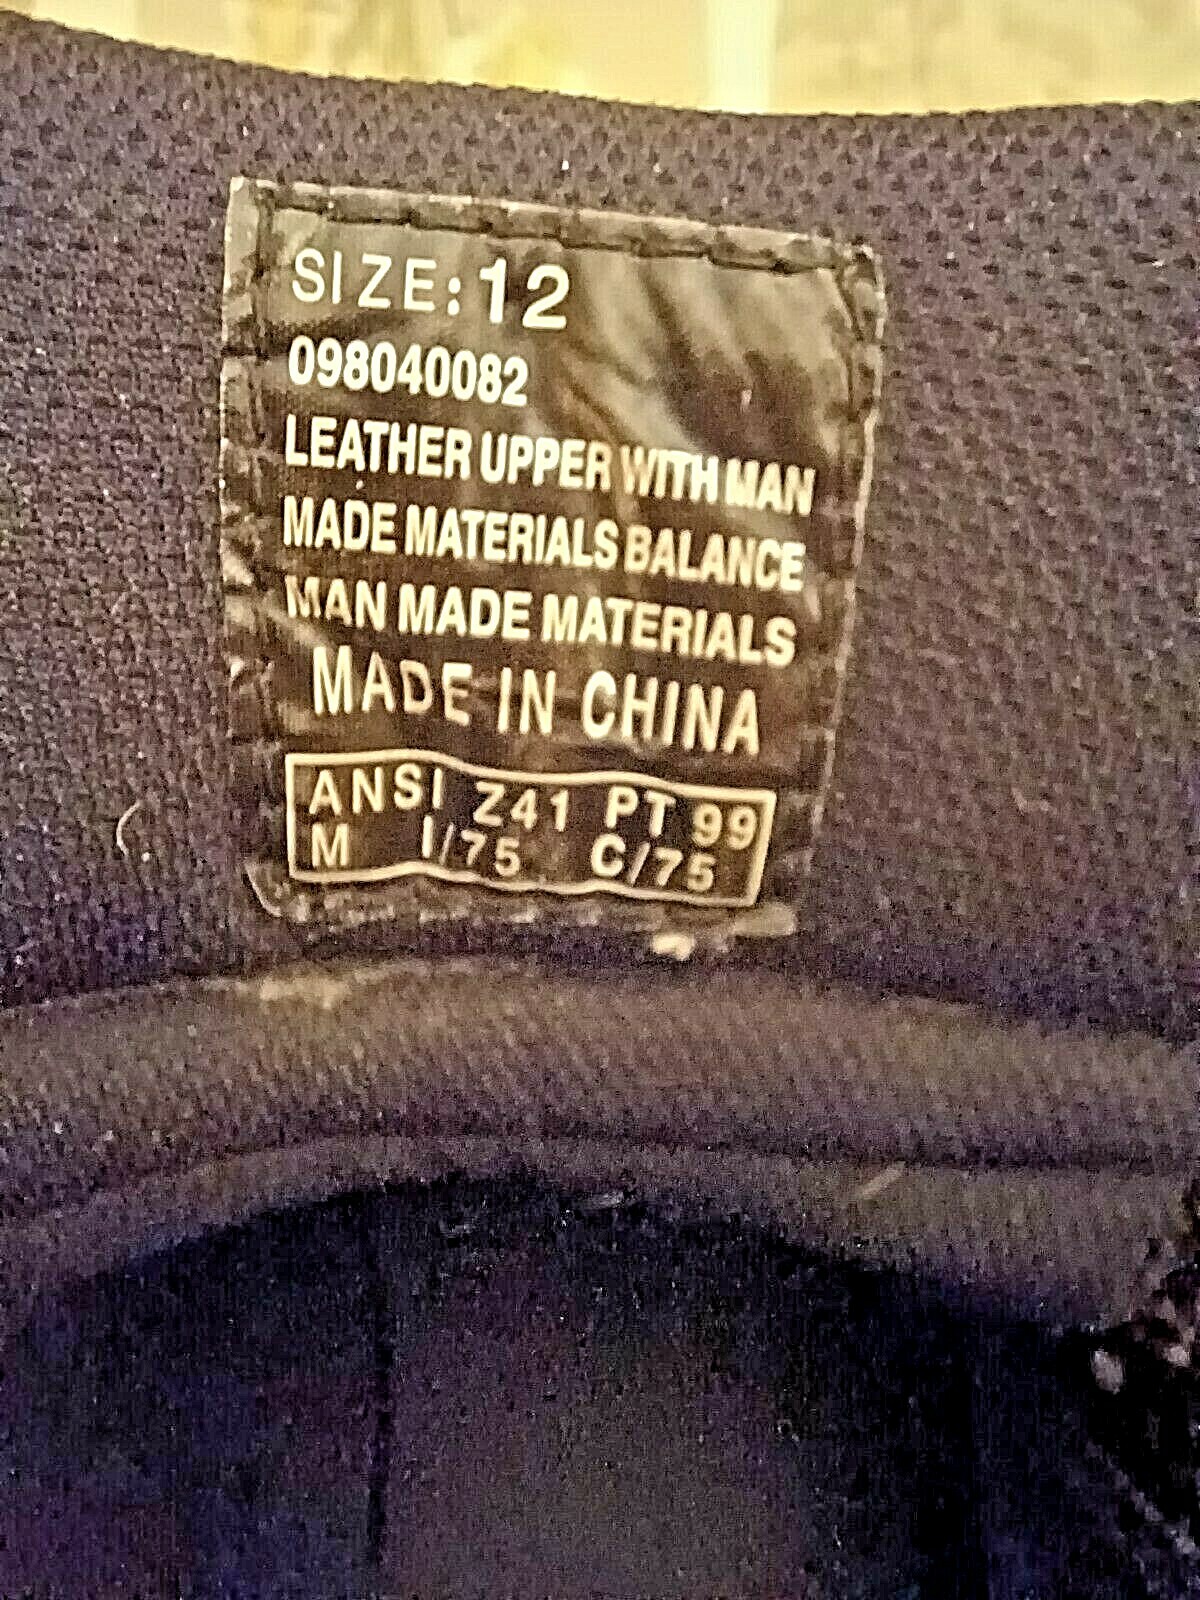 SIZE: 12
098040082
LEATHER UPPER WITH MAN
MADE MATERIALS BALANCE
MAN MADE MATERIALS
MADE IN CHINA
ANSI Z41 PT 99
M I/75 C/75